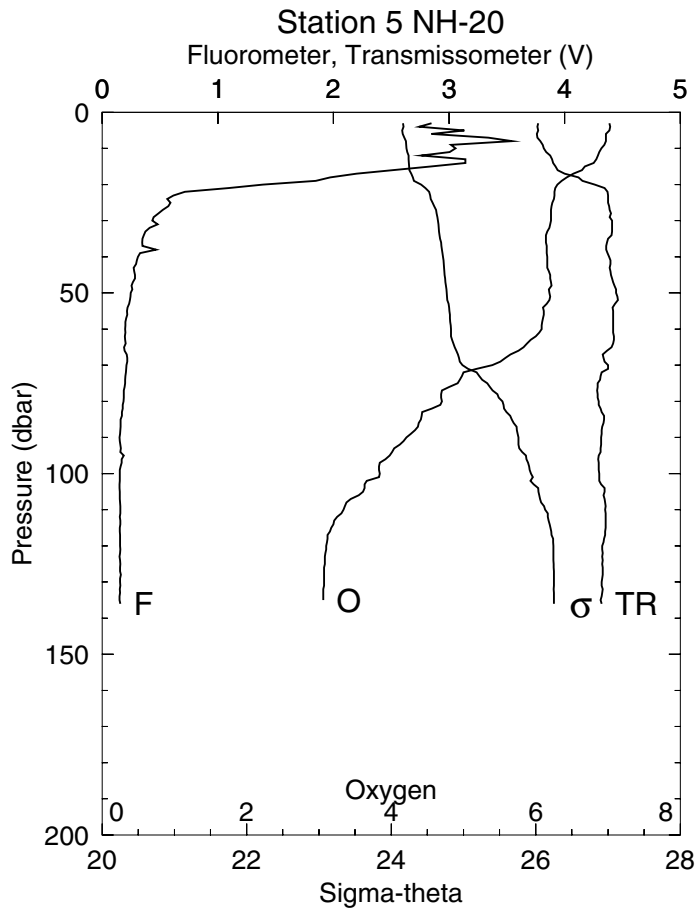 Station 5 NH-20
Fluorometer, Transmissometer (V)
0 1 2 3 4 5
0
50
100
150
200
Pressure (dbar)
F O σ TR
Oxygen
0 2 4 6 8
20 22 24 26 28
Sigma-theta